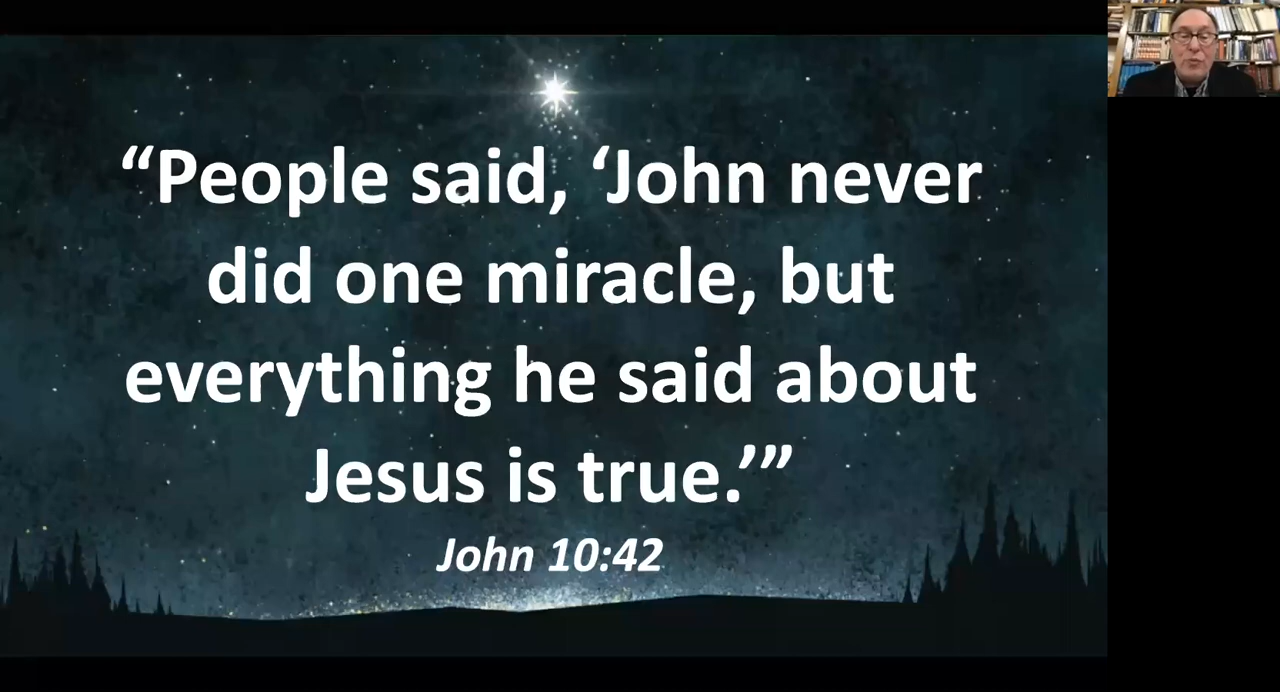 “People said, ‘John never
did one miracle, but
everything he said about
Jesus is true.’”
John 10:42